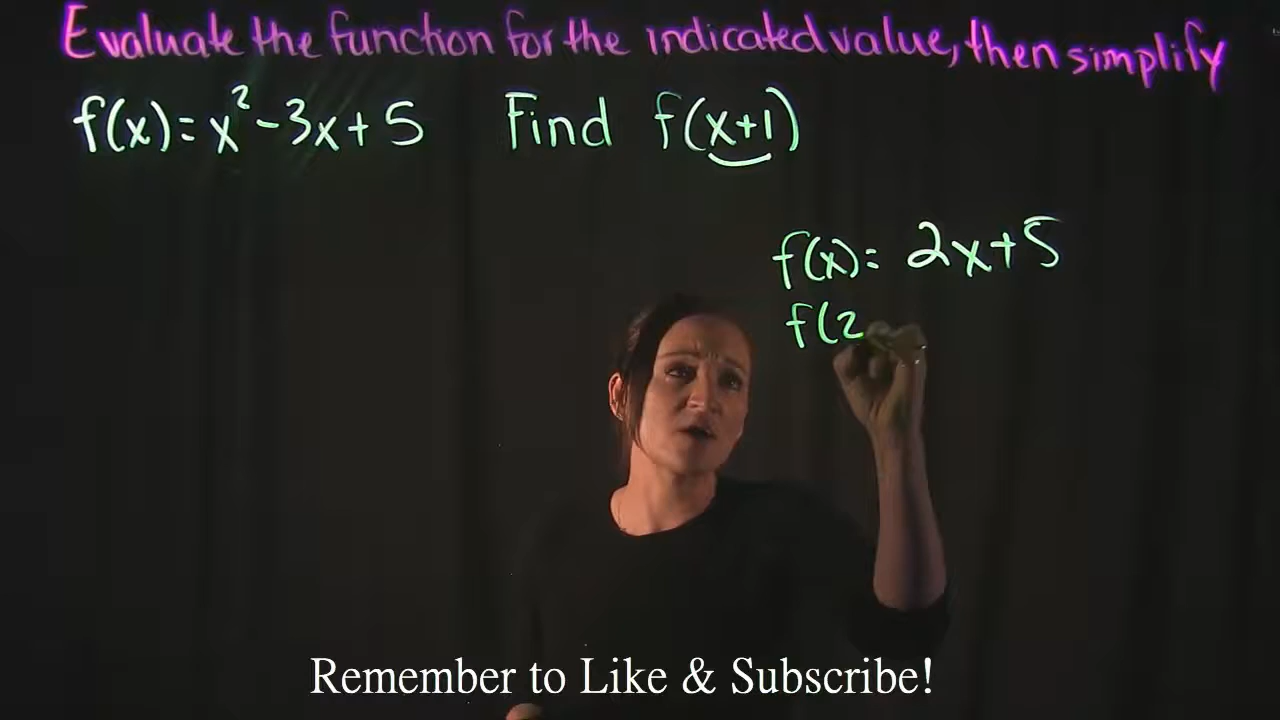 Evaluate the function for the indicated value, then simplify
f(x)=x²-3x+5 Find f(x+1)
f(x)= 2x+5
f(2
Remember to Like & Subscribe!